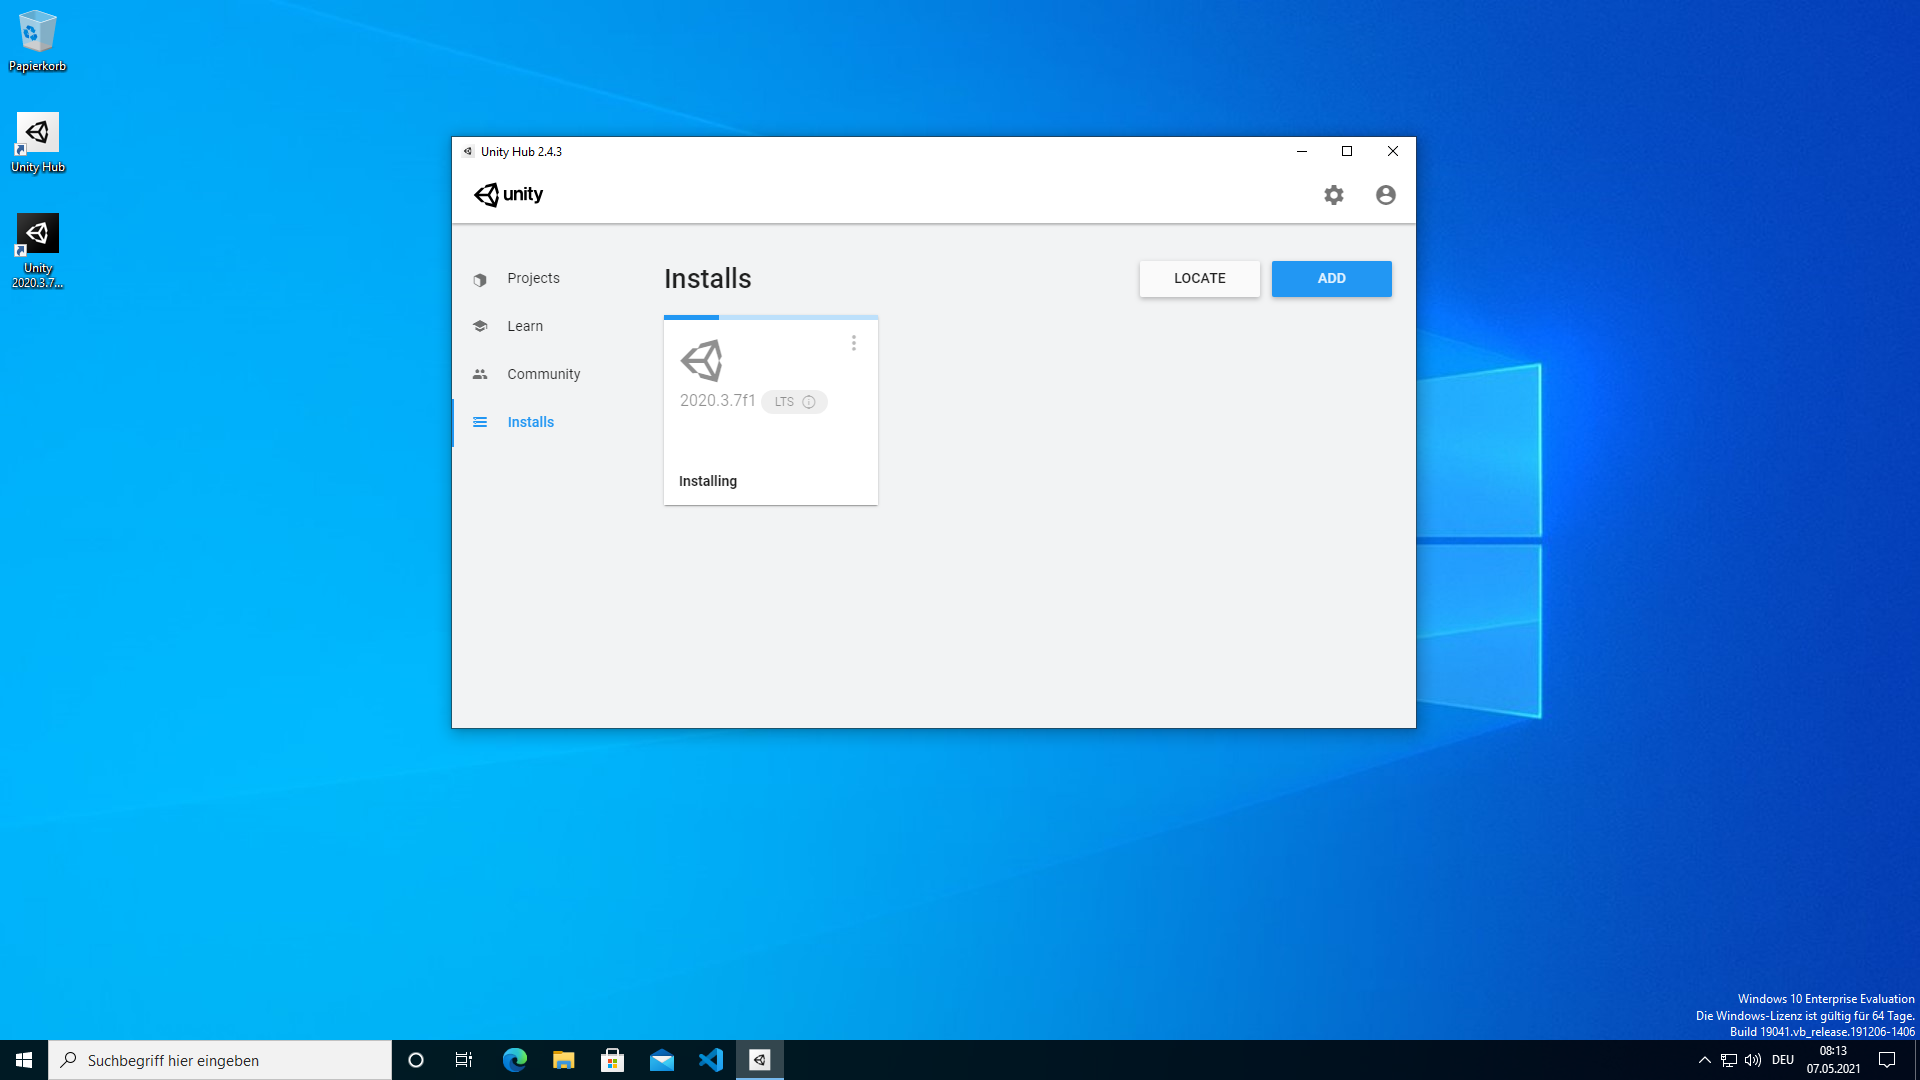 Papierkorb
Unity Hub
Unity
2020.3.7...
Unity Hub 2.4.3
unity
Projects
Learn
Community
Installs
Installs
LOCATE
ADD
2020.3.7f1
LTS
Installing
Windows 10 Enterprise Evaluation
Die Windows-Lizenz ist gültig für 64 Tage.
Build 19041.vb_release.191206-1406
Suchbegriff hier eingeben
DEU
08:13
07.05.2021